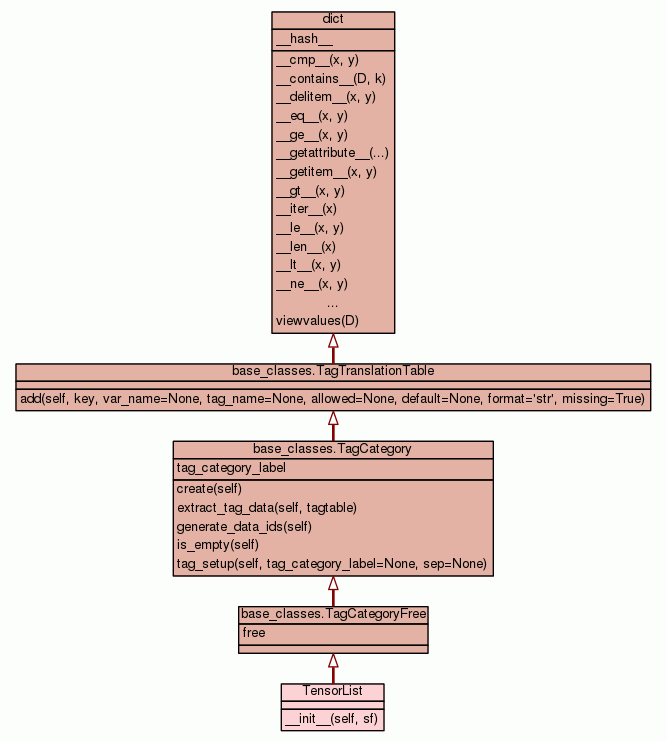 dict
__hash__
__cmp__(x, y)
__contains__(D, k)
__delitem__(x, y)
__eq__(x, y)
__ge__(x, y)
__getattribute__(...)
__getitem__(x, y)
__gt__(x, y)
__iter__(x)
__le__(x, y)
__len__(x)
__lt__(x, y)
__ne__(x, y)
...
viewvalues(D)
base_classes.TagTranslationTable
add(self, key, var_name=None, tag_name=None, allowed=None, default=None, format='str', missing=True)
base_classes.TagCategory
tag_category_label
create(self)
extract_tag_data(self, tagtable)
generate_data_ids(self)
is_empty(self)
tag_setup(self, tag_category_label=None, sep=None)
base_classes.TagCategoryFree
free
TensorList
__init__(self, sf)